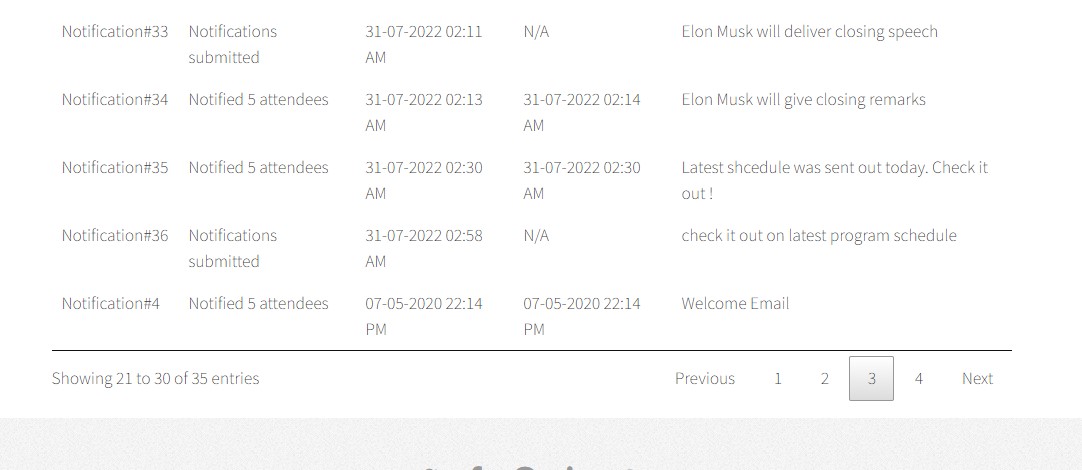 Notification#33 Notifications 31-07-2022 02:11 N/A Elon Musk will deliver closing speech
submitted AM
Notification#34 Notified 5 attendees 31-07-2022 02:13 31-07-2022 02:14 Elon Musk will give closing remarks
AM AM
Notification#35 Notified 5 attendees 31-07-2022 02:30 31-07-2022 02:30 Latest shcedule was sent out today. Check it
AM AM out !
Notification#36 Notifications 31-07-2022 02:58 N/A check it out on latest program schedule
submitted AM
Notification#4 Notified 5 attendees 07-05-2020 22:14 07-05-2020 22:14 Welcome Email
PM PM
Showing 21 to 30 of 35 entries Previous 1 2 3 4 Next